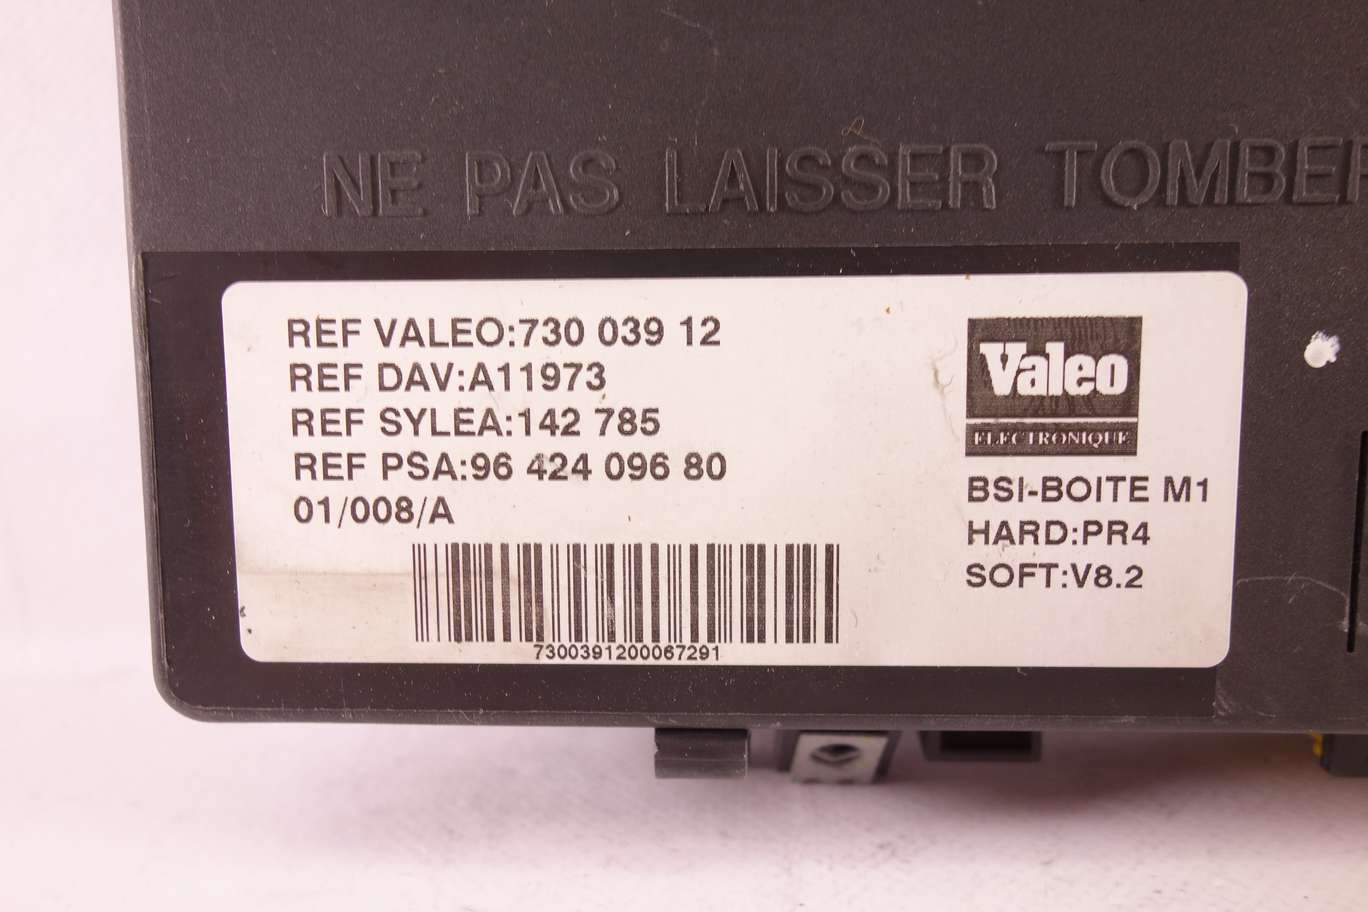 NE PAS LAISSER TOMBER
REF VALEO:730 039 12
REF DAV:A11973
REF SYLEA:142 785
REF PSA:96 424 096 80
01/008/A
7300391200067291
Valeo
ELECTRONIQUE
BSI-BOITE M1
HARD:PR4
SOFT:V8.2